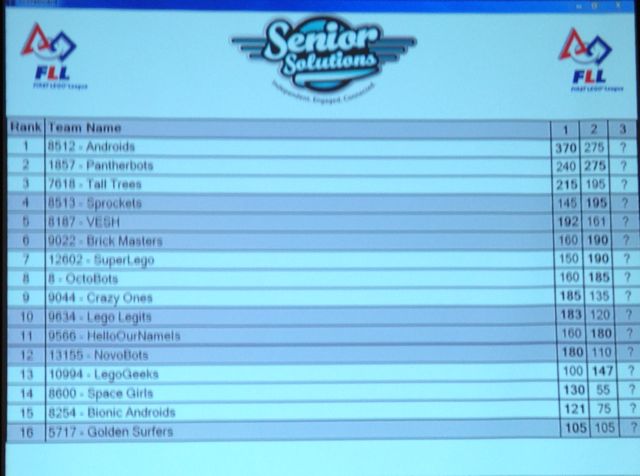 Senior
Solutions
Independent. Engaged. Connected.
FLL
FIRST LEGO League
FLL
FIRST LEGO League
Rank Team Name 1 2 3
1 8512 - Androids 370 275 ?
2 1857 - Pantherbots 240 275 ?
3 7618 - Tall Trees 215 195 ?
4 8513 - Sprockets 145 195 ?
5 8187 - VESH 192 161 ?
6 9022 - Brick Masters 160 190 ?
7 12602 - SuperLego 150 190 ?
8 8 - OctoBots 160 185 ?
9 9044 - Crazy Ones 185 135 ?
10 9634 - Lego Legits 183 120 ?
11 9566 - HelloOurNameIs 160 180 ?
12 13155 - NovoBots 180 110 ?
13 10994 - LegoGeeks 100 147 ?
14 8600 - Space Girls 130 55 ?
15 8254 - Bionic Androids 121 75 ?
16 5717 - Golden Surfers 105 105 ?